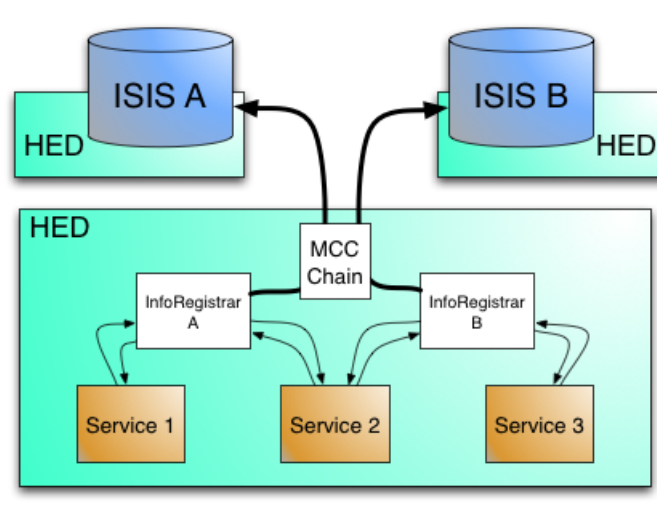 ISIS A
ISIS B
HED
HED
HED
MCC
Chain
InfoRegistrar
A
InfoRegistrar
B
Service 1
Service 2
Service 3